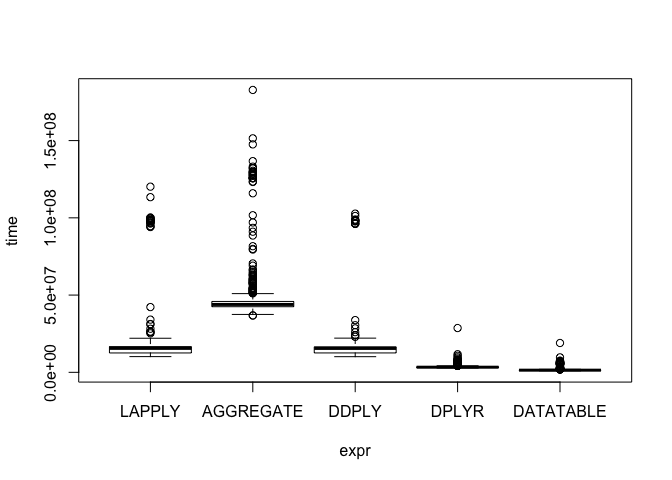 time
1.5e+08
1.0e+08
5.0e+07
0.0e+00
LAPPLY AGGREGATE DDPLY DPLYR DATATABLE
expr